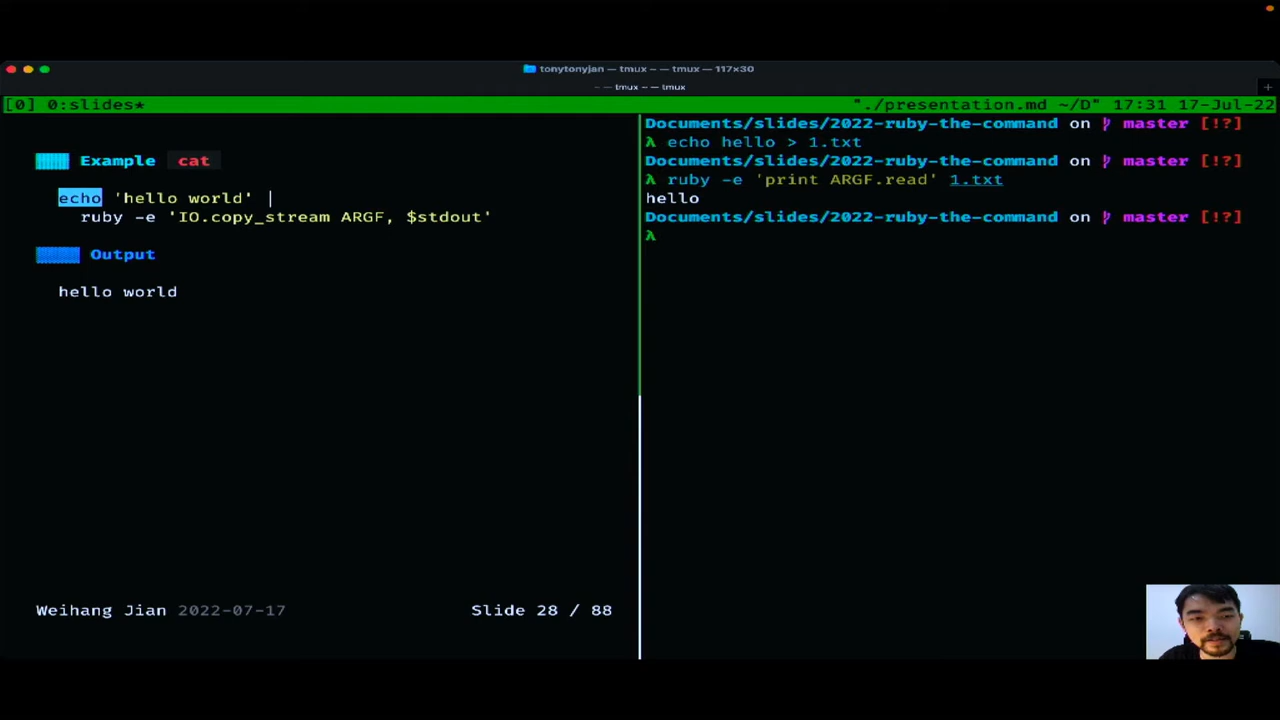 tonytonyjan — tmux ▸ — tmux — 117×30
~ — tmux ▸ — tmux
+
[0] 0:slides*
"./presentation.md ~/D" 17:31 17-Jul-22
Example cat
echo 'hello world' |
ruby -e 'IO.copy_stream ARGF, $stdout'
Output
hello world
Weihang Jian 2022-07-17
Slide 28 / 88
Documents/slides/2022-ruby-the-command on master [!?]
λ echo hello > 1.txt
Documents/slides/2022-ruby-the-command on master [!?]
λ ruby -e 'print ARGF.read' 1.txt
hello
Documents/slides/2022-ruby-the-command on master [!?]
λ